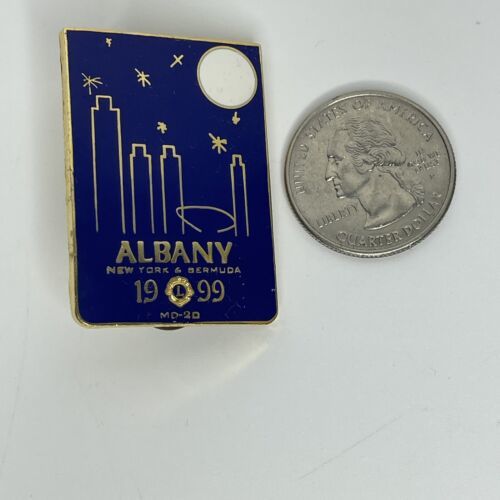 ALBANY
NEW YORK & BERMUDA
19 L 99
MD-20
UNITED STATES OF AMERICA
LIBERTY
IN GOD WE TRUST
QUARTER DOLLAR